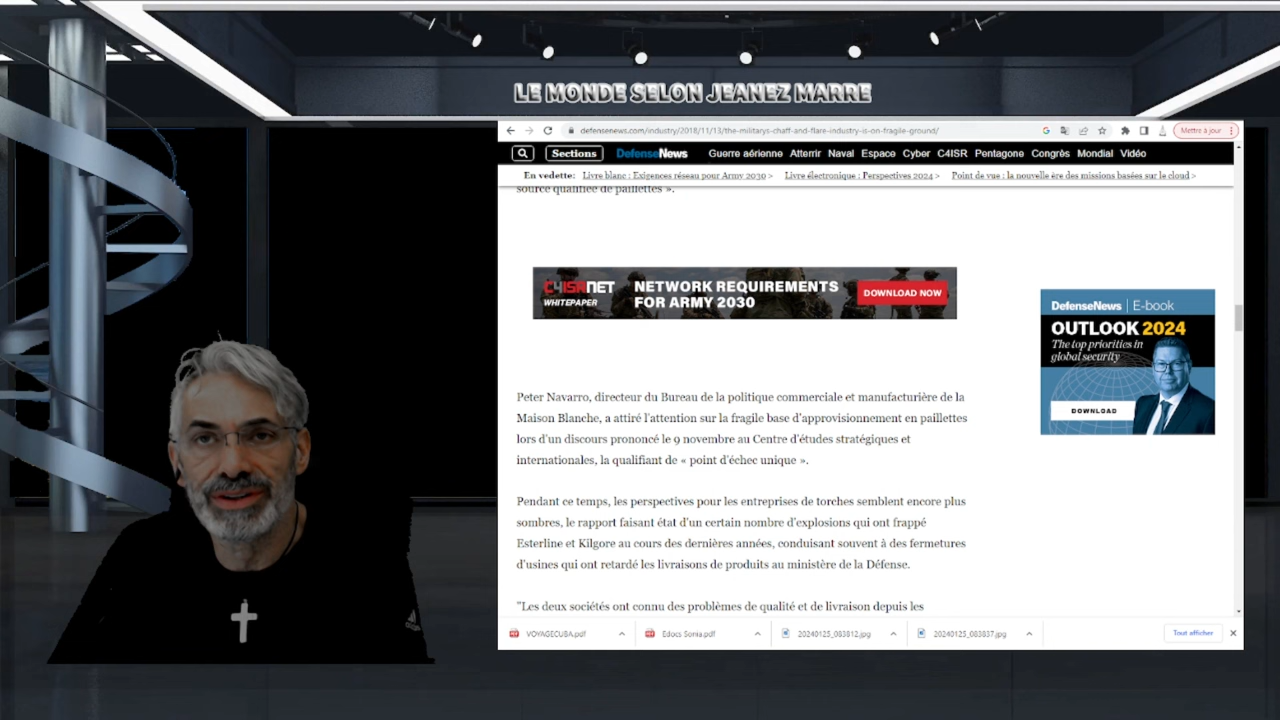 LE MONDE SELON JEANEZ MARRE
defensenews.com/industry/2018/11/13/the-militarys-chaff-and-flare-industry-is-on-fragile-ground/
Mettre à jour
Sections
DefenseNews
Guerre aérienne Atterrir Naval Espace Cyber C4ISR Pentagone Congrès Mondial Vidéo
En vedette: Livre blanc : Exigences réseau pour Army 2030 > Livre électronique : Perspectives 2024 > Point de vue : la nouvelle ère des missions basées sur le cloud >
source qualifiée de paillettes ».
C4ISRNET
WHITEPAPER
NETWORK REQUIREMENTS
FOR ARMY 2030
DOWNLOAD NOW
DefenseNews | E-book
OUTLOOK 2024
The top priorities in
global security
DOWNLOAD
Peter Navarro, directeur du Bureau de la politique commerciale et manufacturière de la
Maison Blanche, a attiré l'attention sur la fragile base d'approvisionnement en paillettes
lors d'un discours prononcé le 9 novembre au Centre d'études stratégiques et
internationales, la qualifiant de « point d'échec unique ».
Pendant ce temps, les perspectives pour les entreprises de torches semblent encore plus
sombres, le rapport faisant état d'un certain nombre d'explosions qui ont frappé
Esterline et Kilgore au cours des dernières années, conduisant souvent à des fermetures
d'usines qui ont retardé les livraisons de produits au ministère de la Défense.
"Les deux sociétés ont connu des problèmes de qualité et de livraison depuis les
VOYAGECUBA.pdf
Edocs Sonia.pdf
20240125_083812.jpg
20240125_083837.jpg
Tout afficher
adidas